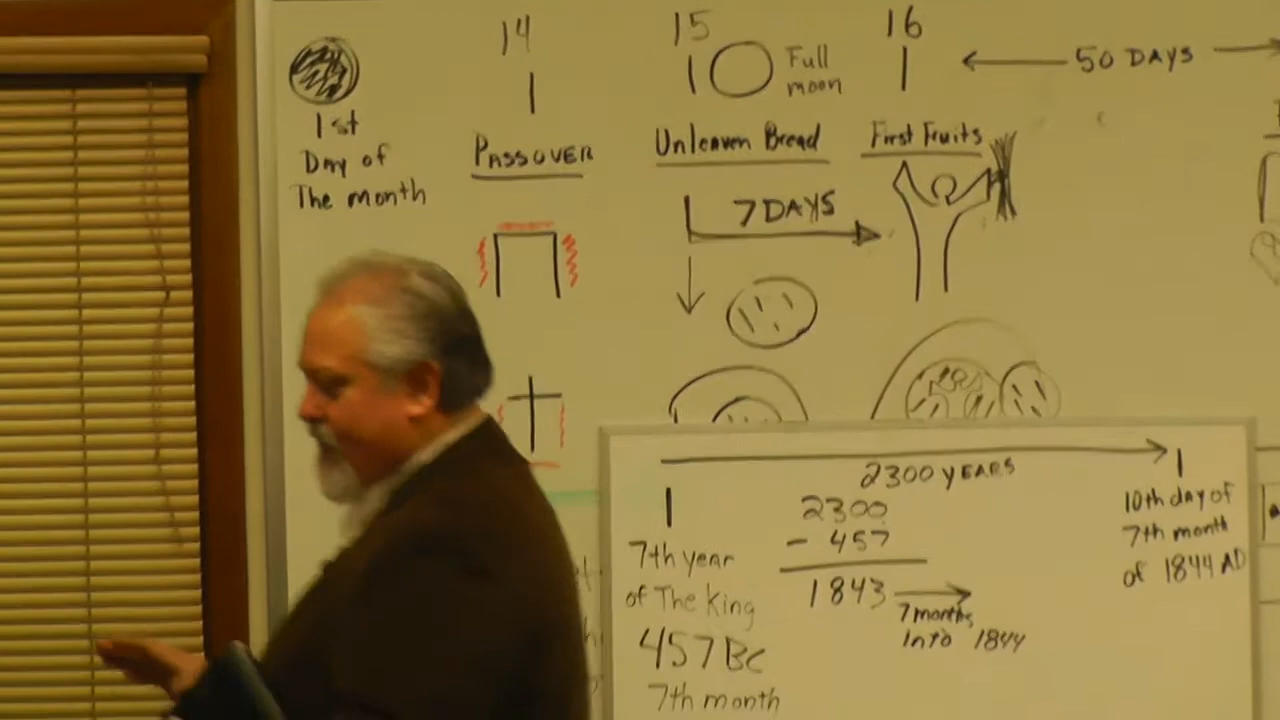 1st
Day of
The month
14
PASSOVER
15
Full
moon
Unleaven Bread
7 DAYS
16
First Fruits
50 DAYS
2300 YEARS
7th year
of The King
457 BC
7th month
2300
- 457
1843
7 months
into 1844
10th day of
7th month
of 1844 AD